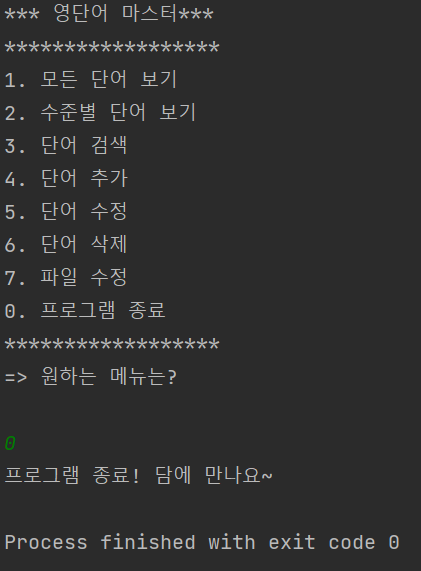 *** 영단어 마스터***
******************
1. 모든 단어 보기
2. 수준별 단어 보기
3. 단어 검색
4. 단어 추가
5. 단어 수정
6. 단어 삭제
7. 파일 수정
0. 프로그램 종료
******************
=> 원하는 메뉴는?
0
프로그램 종료! 담에 만나요~
Process finished with exit code 0